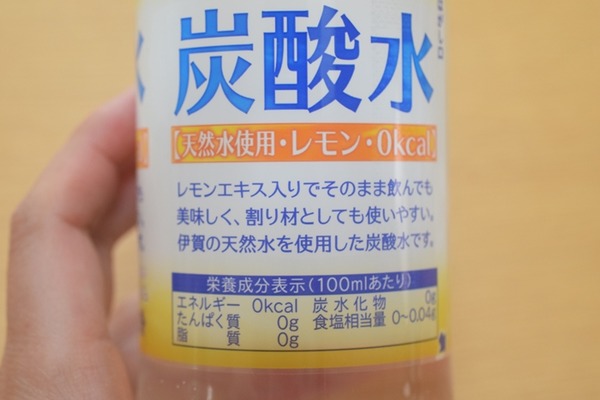 炭酸水
【天然水使用・レモン・0kcal】
レモンエキス入りでそのまま飲んでも
美味しく、割り材としても使いやすい。
伊賀の天然水を使用した炭酸水です。
栄養成分表示(100mlあたり)
エネルギー 0kcal 炭水化物 0g
たんぱく質 0g 食塩相当量 0~0.04g
脂質 0g